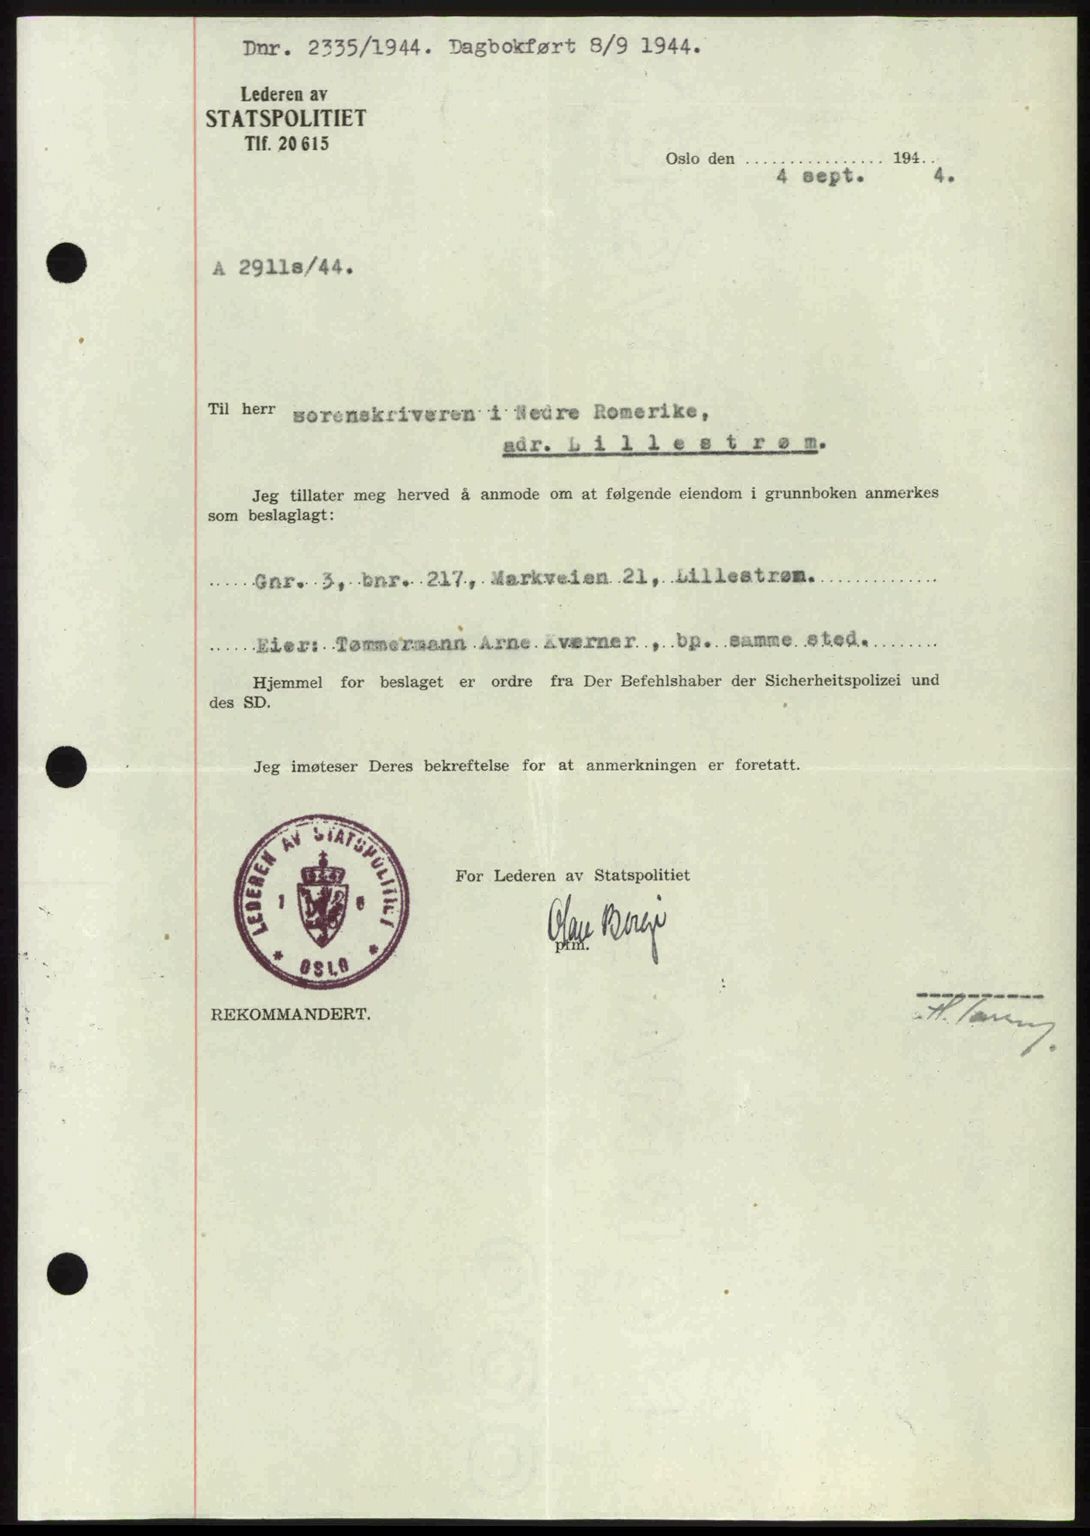 Dnr. 2335/1944. Dagbokført 8/9 1944.
Lederen av
STATSPOLITIET
Tlf. 20615
Oslo den ................ 194..
4 sept. 4.
A 2911s/44.
Til herr sorenskriveren i Nedre Romerike,
adr. L i l l e s t r ø m.
Jeg tillater meg herved å anmode om at følgende eiendom i grunnboken anmerkes
som beslaglagt:
Gnr. 3, bnr. 217, Markveien 21, Lillestrøm.
Eier: Tømmermann Arne Kværner , bp. samme sted.
Hjemmel for beslaget er ordre fra Der Befehlshaber der Sicherheitspolizei und
des SD.
Jeg imøteser Deres bekreftelse for at anmerkningen er foretatt.
LEDEREN AV STATSPOLITIET
* OSLO *
For Lederen av Statspolitiet
ptm.
REKOMMANDERT.